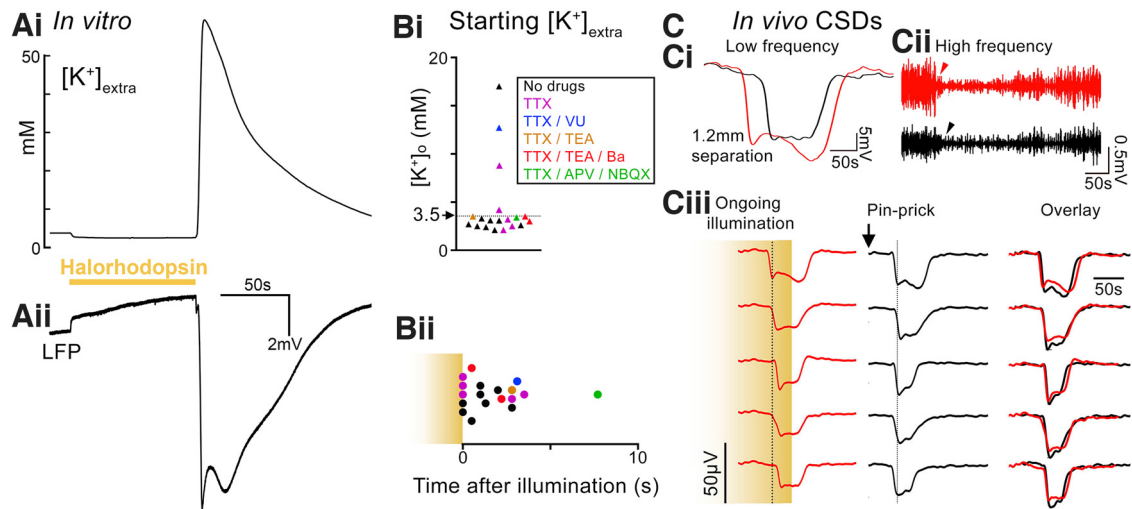 Ai In vitro
50
[K⁺]extra
mM
0
Halorhodopsin
Aii
LFP
50s
2mV
Bi Starting [K⁺]extra
20
[K⁺]o (mM)
3.5
0
No drugs
TTX
TTX / VU
TTX / TEA
TTX / TEA / Ba
TTX / APV / NBQX
Bii
0
10
Time after illumination (s)
C In vivo CSDs
Ci Low frequency
1.2mm
separation
50s
5mV
Cii High frequency
50s
0.5mV
Ciii Ongoing
illumination
Pin-prick
Overlay
50s
50µV